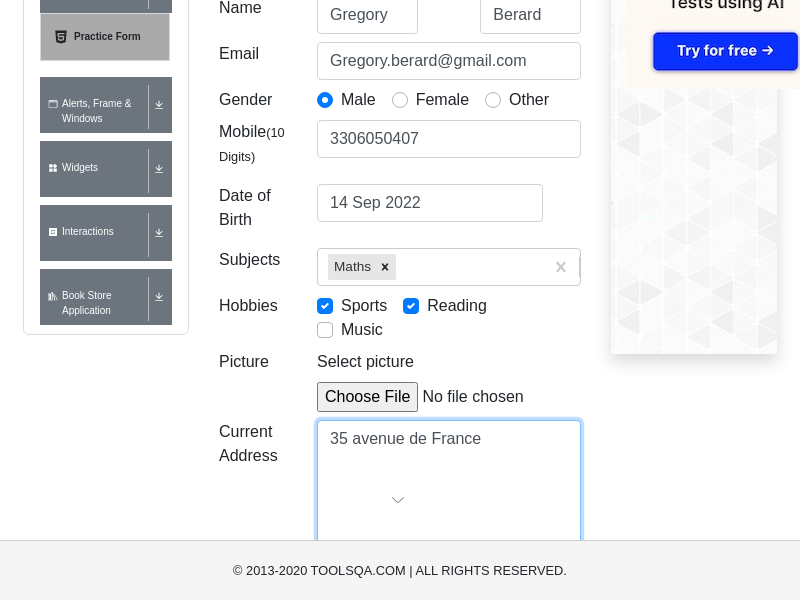 Practice Form
Alerts, Frame &
Windows
Widgets
Interactions
Book Store
Application
Name
Gregory
Berard
Email
Gregory.berard@gmail.com
Gender
Male
Female
Other
Mobile(10
Digits)
3306050407
Date of
Birth
14 Sep 2022
Subjects
Maths
Hobbies
Sports
Reading
Music
Picture
Select picture
Choose File No file chosen
Current
Address
35 avenue de France
Tests using AI
Try for free →
© 2013-2020 TOOLSQA.COM | ALL RIGHTS RESERVED.